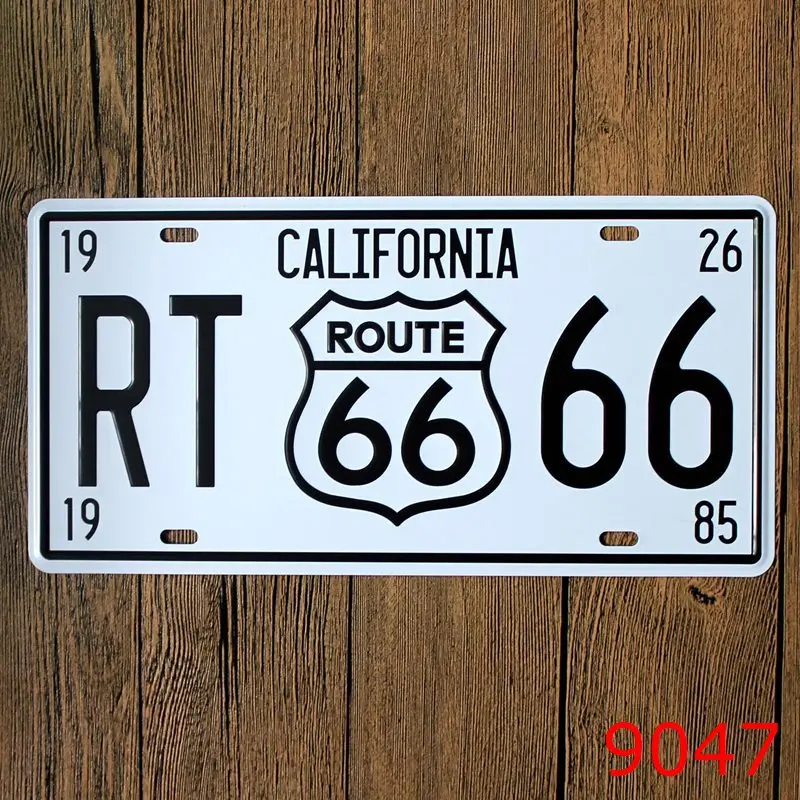 19 CALIFORNIA 26
RT ROUTE 66 66
19 85
9047